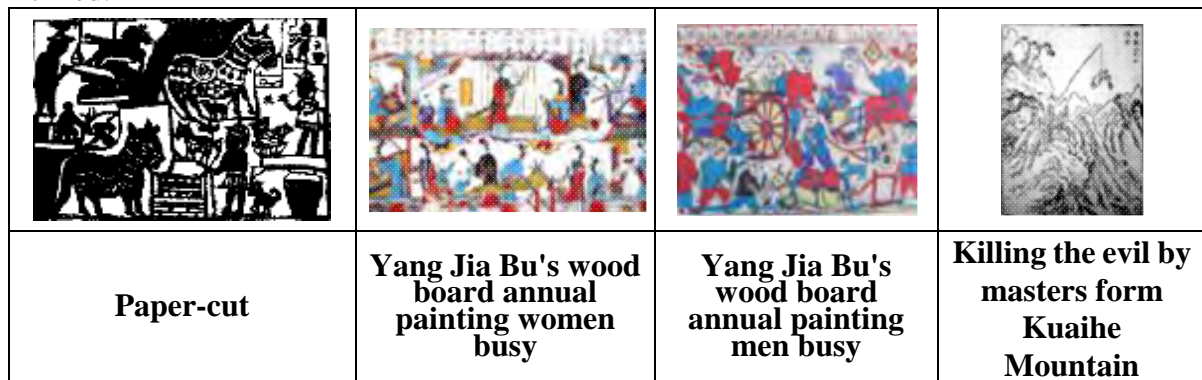 Paper-cut
Yang Jia Bu's wood
board annual
painting women
busy
Yang Jia Bu's
wood board
annual painting
men busy
Killing the evil by
masters form
Kuaihe
Mountain